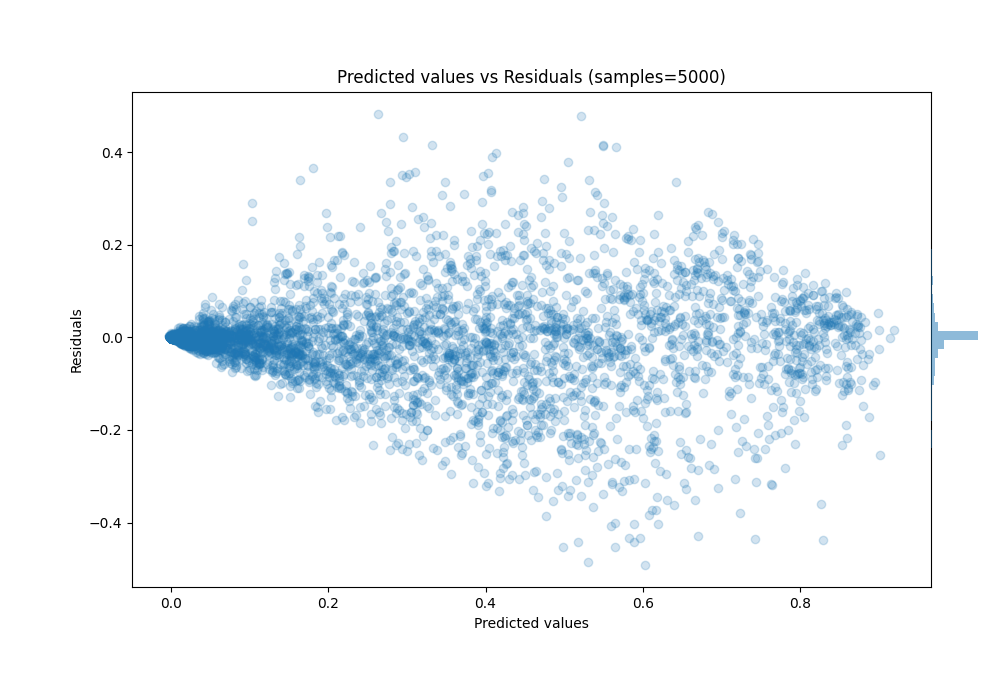 Predicted values vs Residuals (samples=5000)
0.4
0.2
0.0
−0.2
−0.4
Residuals
0.0 0.2 0.4 0.6 0.8
Predicted values